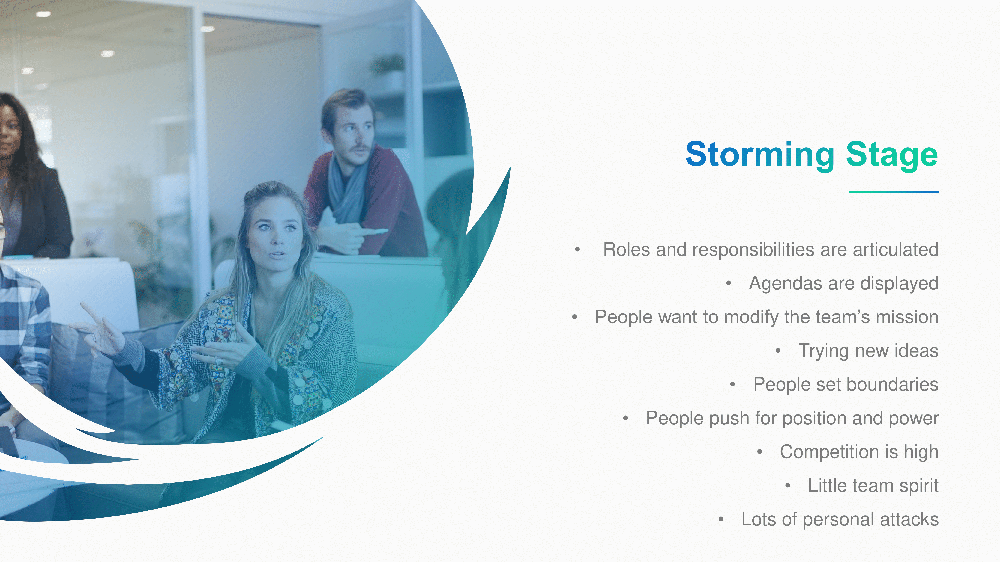 Storming Stage
• Roles and responsibilities are articulated
• Agendas are displayed
• People want to modify the team’s mission
• Trying new ideas
• People set boundaries
• People push for position and power
• Competition is high
• Little team spirit
• Lots of personal attacks